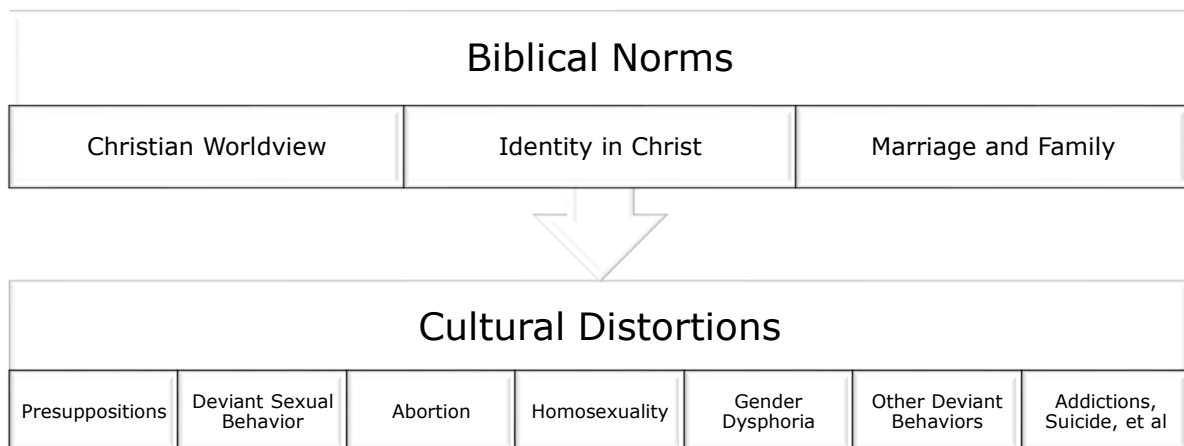 Biblical Norms
Christian Worldview
Identity in Christ
Marriage and Family
Cultural Distortions
Presuppositions
Deviant Sexual
Behavior
Abortion
Homosexuality
Gender
Dysphoria
Other Deviant
Behaviors
Addictions,
Suicide, et al